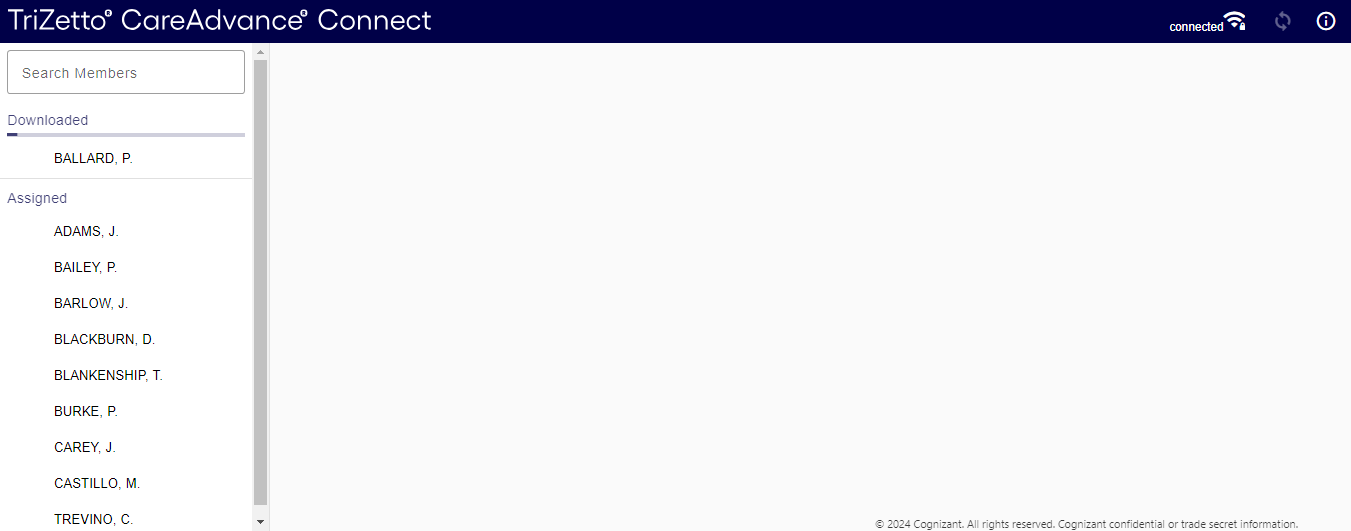 TriZetto® CareAdvance® Connect
connected
Search Members
Downloaded
BALLARD, P.
Assigned
ADAMS, J.
BAILEY, P.
BARLOW, J.
BLACKBURN, D.
BLANKENSHIP, T.
BURKE, P.
CAREY, J.
CASTILLO, M.
TREVINO, C.
© 2024 Cognizant. All rights reserved. Cognizant confidential or trade secret information.